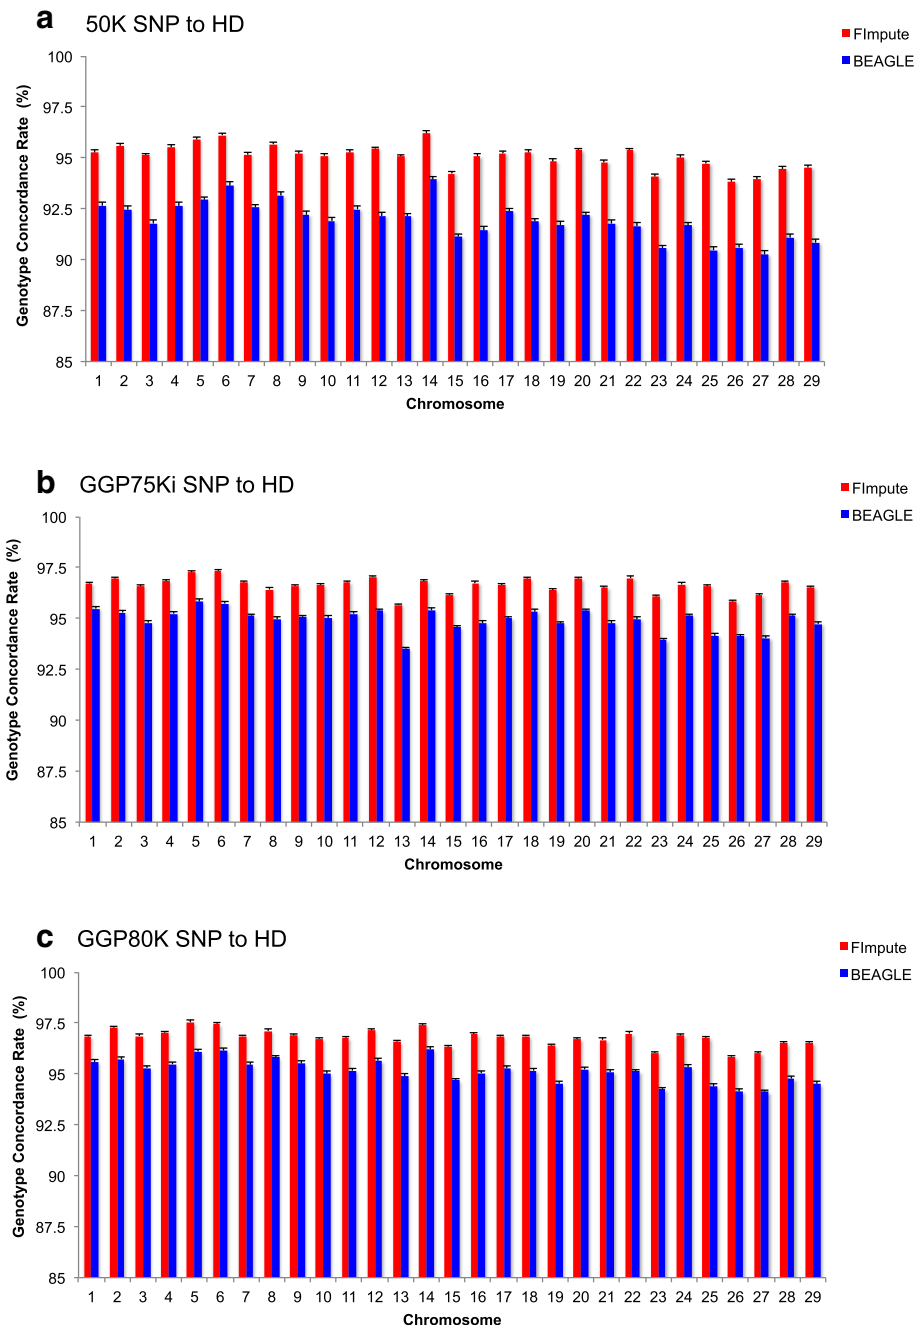 a 50K SNP to HD
FImpute
BEAGLE
Genotype Concordance Rate (%)
100
97.5
95
92.5
90
87.5
85
1 2 3 4 5 6 7 8 9 10 11 12 13 14 15 16 17 18 19 20 21 22 23 24 25 26 27 28 29
Chromosome
b GGP75Ki SNP to HD
FImpute
BEAGLE
Genotype Concordance Rate (%)
100
97.5
95
92.5
90
87.5
85
1 2 3 4 5 6 7 8 9 10 11 12 13 14 15 16 17 18 19 20 21 22 23 24 25 26 27 28 29
Chromosome
c GGP80K SNP to HD
FImpute
BEAGLE
Genotype Concordance Rate (%)
100
97.5
95
92.5
90
87.5
85
1 2 3 4 5 6 7 8 9 10 11 12 13 14 15 16 17 18 19 20 21 22 23 24 25 26 27 28 29
Chromosome